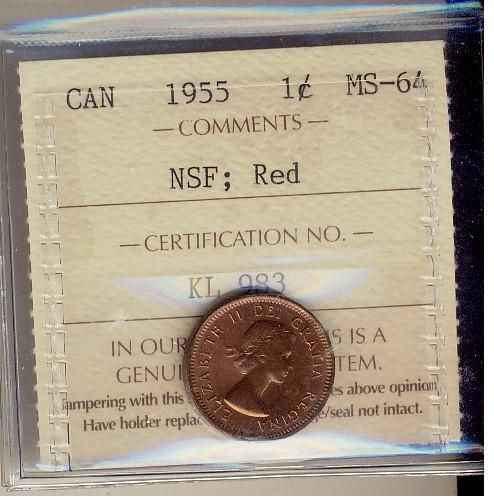 CAN 1955 1¢ MS-64
— COMMENTS —
NSF; Red
— CERTIFICATION NO. —
KL 983
IN OUR IS A
GENUI TEM.
ampering with this es above opinion
Have holder replac e/seal not intact.
ELIZABETH II DEI GRATIA REGINA